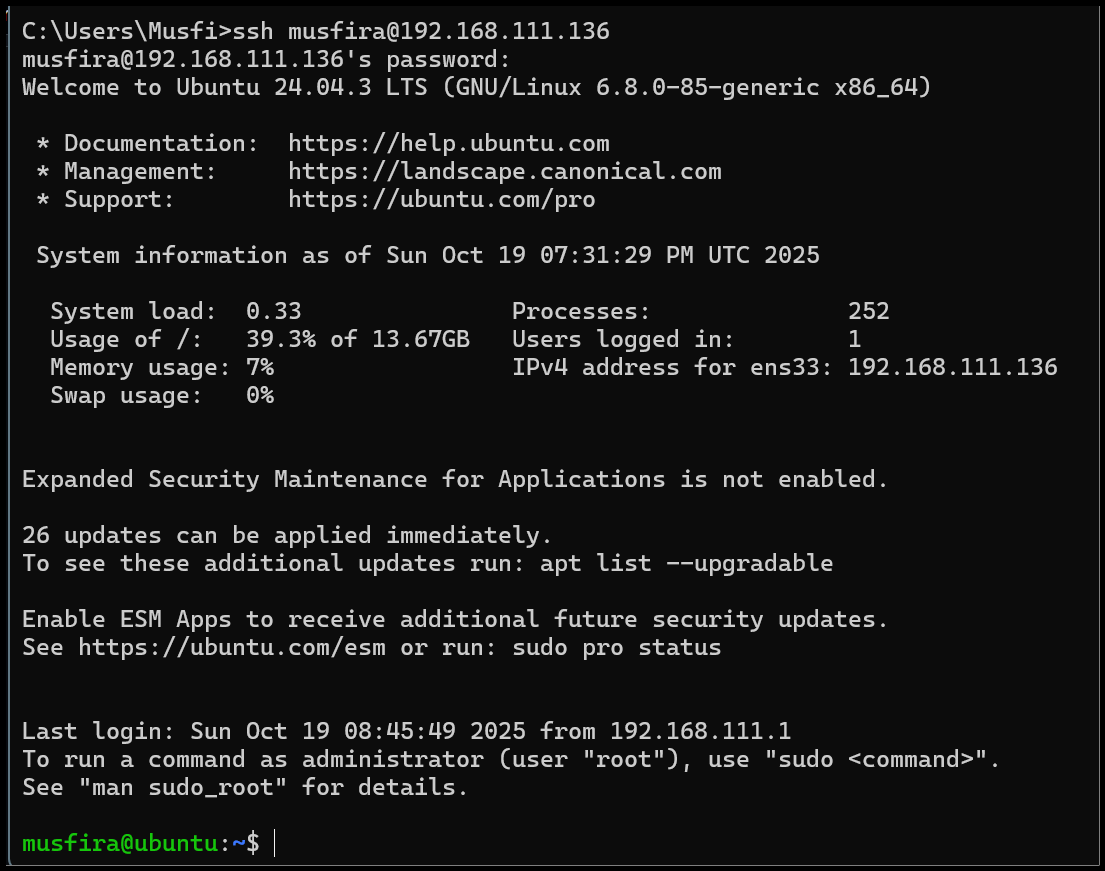 C:\Users\Musfi>ssh musfira@192.168.111.136
musfira@192.168.111.136's password:
Welcome to Ubuntu 24.04.3 LTS (GNU/Linux 6.8.0-85-generic x86_64)
* Documentation:  https://help.ubuntu.com
* Management:     https://landscape.canonical.com
* Support:        https://ubuntu.com/pro
System information as of Sun Oct 19 07:31:29 PM UTC 2025
System load:  0.33               Processes:              252
Usage of /:   39.3% of 13.67GB   Users logged in:        1
Memory usage: 7%                 IPv4 address for ens33: 192.168.111.136
Swap usage:   0%
Expanded Security Maintenance for Applications is not enabled.
26 updates can be applied immediately.
To see these additional updates run: apt list --upgradable
Enable ESM Apps to receive additional future security updates.
See https://ubuntu.com/esm or run: sudo pro status
Last login: Sun Oct 19 08:45:49 2025 from 192.168.111.1
To run a command as administrator (user "root"), use "sudo <command>".
See "man sudo_root" for details.
musfira@ubuntu:~$